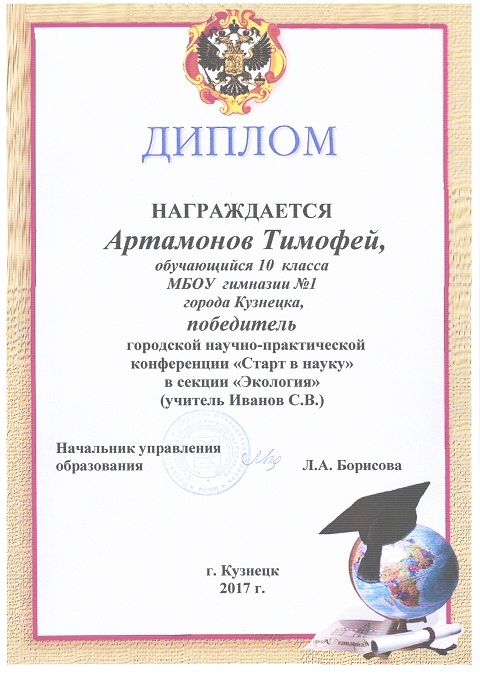 ДИПЛОМ
НАГРАЖДАЕТСЯ
Артамонов Тимофей,
обучающийся 10 класса
МБОУ гимназии №1
города Кузнецка,
победитель
городской научно-практической
конференции «Старт в науку»
в секции «Экология»
(учитель Иванов С.В.)
Начальник управления
образования
Л.А. Борисова
г. Кузнецк
2017 г.